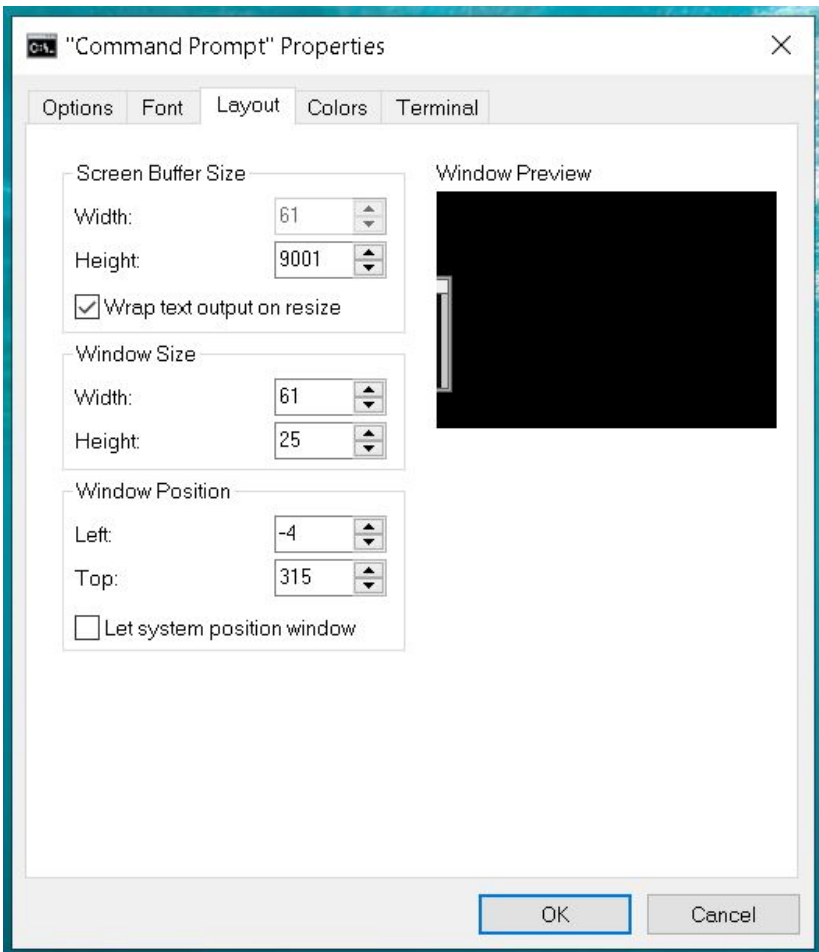 "Command Prompt" Properties
Options Font Layout Colors Terminal
Screen Buffer Size
Width: 61
Height: 9001
Wrap text output on resize
Window Size
Width: 61
Height: 25
Window Position
Left: -4
Top: 315
Let system position window
Window Preview
OK Cancel